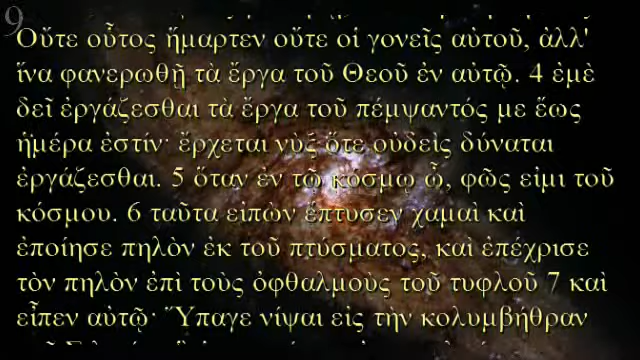 9
Οὔτε οὗτος ἥμαρτεν οὔτε οἱ γονεῖς αὐτοῦ, ἀλλ'
ἵνα φανερωθῇ τὰ ἔργα τοῦ Θεοῦ ἐν αὐτῷ. 4 ἐμὲ
δεῖ ἐργάζεσθαι τὰ ἔργα τοῦ πέμψαντός με ἕως
ἡμέρα ἐστίν· ἔρχεται νὺξ ὅτε οὐδεὶς δύναται
ἐργάζεσθαι. 5 ὅταν ἐν τῷ κόσμῳ ὦ, φῶς εἰμι τοῦ
κόσμου. 6 ταῦτα εἰπὼν ἔπτυσεν χαμαὶ καὶ
ἐποίησε πηλὸν ἐκ τοῦ πτύσματος, καὶ ἐπέχρισε
τὸν πηλὸν ἐπὶ τοὺς ὀφθαλμοὺς τοῦ τυφλοῦ 7 καὶ
εἶπεν αὐτῷ· Ὕπαγε νίψαι εἰς τὴν κολυμβήθραν